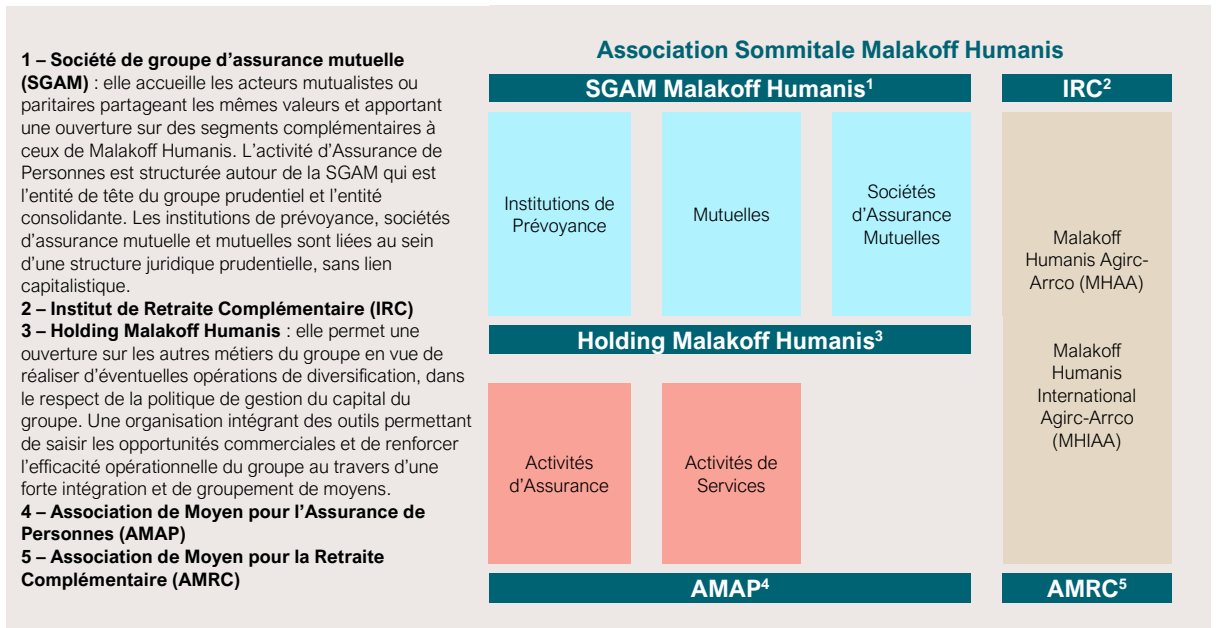 1 – Société de groupe d’assurance mutuelle
(SGAM) : elle accueille les acteurs mutualistes ou
paritaires partageant les mêmes valeurs et apportant
une ouverture sur des segments complémentaires à
ceux de Malakoff Humanis. L’activité d’Assurance de
Personnes est structurée autour de la SGAM qui est
l’entité de tête du groupe prudentiel et l’entité
consolidante. Les institutions de prévoyance, sociétés
d’assurance mutuelle et mutuelles sont liées au sein
d’une structure juridique prudentielle, sans lien
capitalistique.
2 – Institut de Retraite Complémentaire (IRC)
3 – Holding Malakoff Humanis : elle permet une
ouverture sur les autres métiers du groupe en vue de
réaliser d’éventuelles opérations de diversification, dans
le respect de la politique de gestion du capital du
groupe. Une organisation intégrant des outils permettant
de saisir les opportunités commerciales et de renforcer
l’efficacité opérationnelle du groupe au travers d’une
forte intégration et de groupement de moyens.
4 – Association de Moyen pour l’Assurance de
Personnes (AMAP)
5 – Association de Moyen pour la Retraite
Complémentaire (AMRC)
Association Sommitale Malakoff Humanis
SGAM Malakoff Humanis¹
Institutions de
Prévoyance
Mutuelles
Sociétés
d’Assurance
Mutuelles
Holding Malakoff Humanis³
Activités
d’Assurance
Activités de
Services
AMAP⁴
IRC²
Malakoff
Humanis Agirc-
Arrco (MHAA)
Malakoff
Humanis
International
Agirc-Arrco
(MHIAA)
AMRC⁵